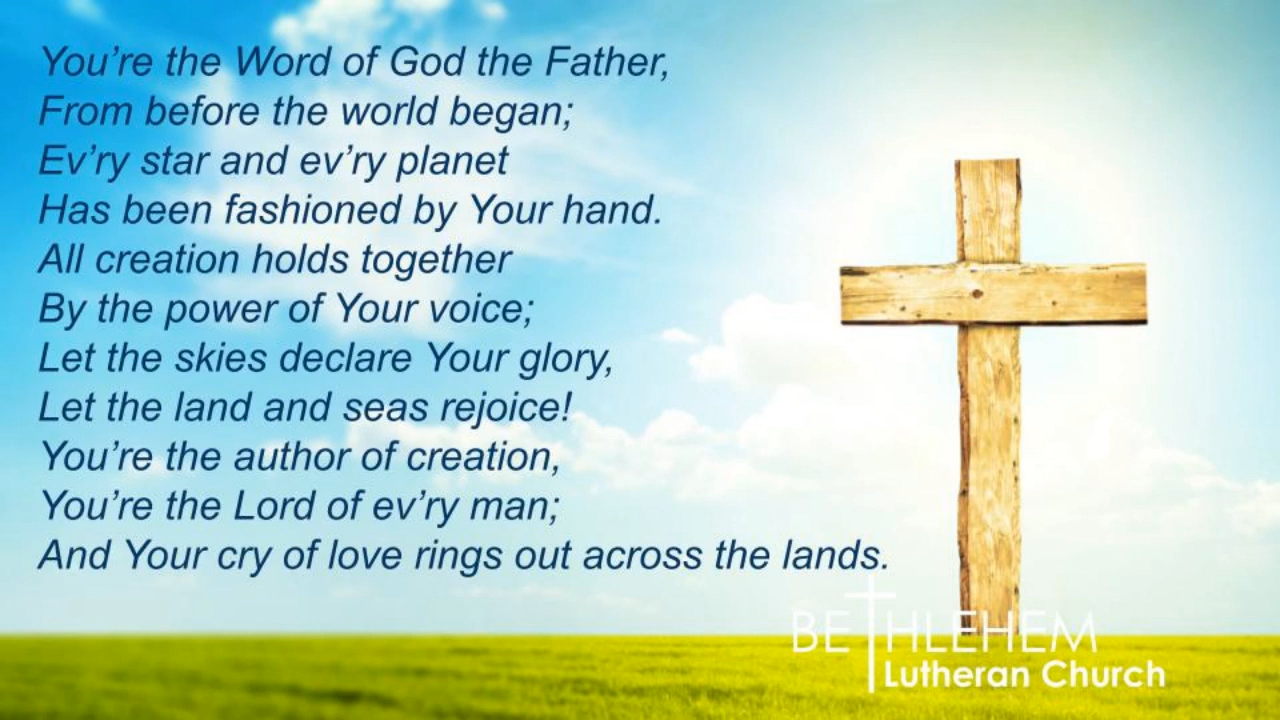 You’re the Word of God the Father,
From before the world began;
Ev’ry star and ev’ry planet
Has been fashioned by Your hand.
All creation holds together
By the power of Your voice;
Let the skies declare Your glory,
Let the land and seas rejoice!
You’re the author of creation,
You’re the Lord of ev’ry man;
And Your cry of love rings out across the lands.
BETHLEHEM
Lutheran Church